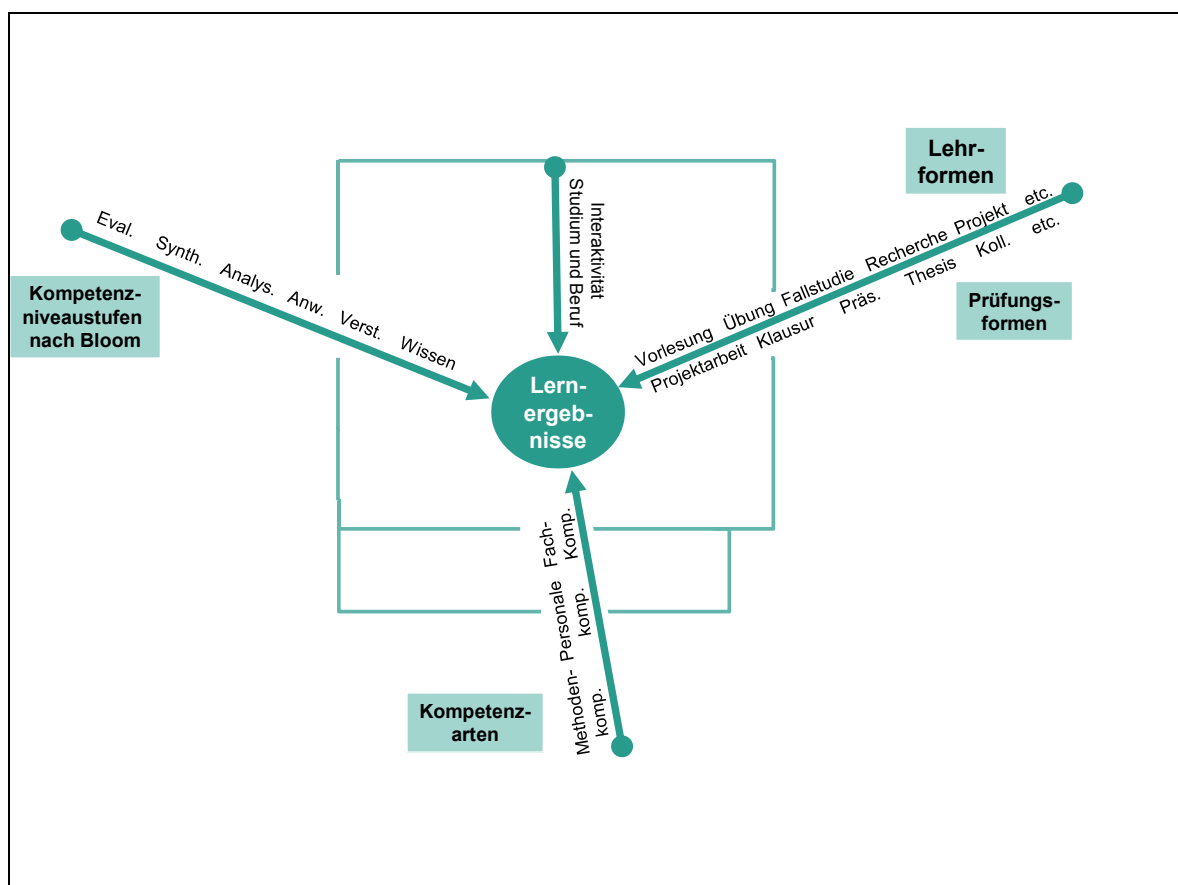 Lehr-
formen
Eval. Synth. Analys. Anw. Verst. Wissen
Kompetenz-
niveaustufen
nach Bloom
Interaktivität
Studium und Beruf
Vorlesung Übung Fallstudie Recherche Projekt etc.
Projektarbeit Klausur Präs. Thesis Koll. etc.
Prüfungs-
formen
Lern-
ergeb-
nisse
Methoden- Personale Fach-
komp. komp. Komp.
Kompetenz-
arten